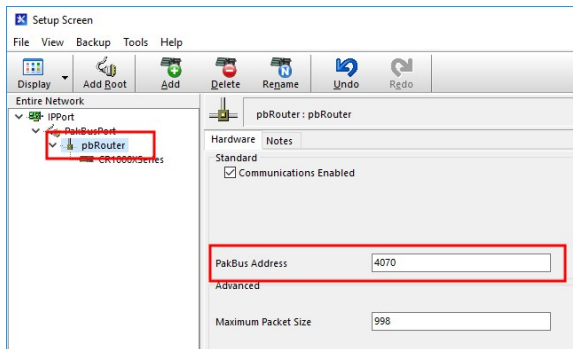 Setup Screen
File View Backup Tools Help
Display Add Root Add Delete Rename Undo Redo
Entire Network
IPPort
PakBusPort
pbRouter
CR1000XSeries
pbRouter : pbRouter
Hardware Notes
Standard
Communications Enabled
PakBus Address 4070
Advanced
Maximum Packet Size 998